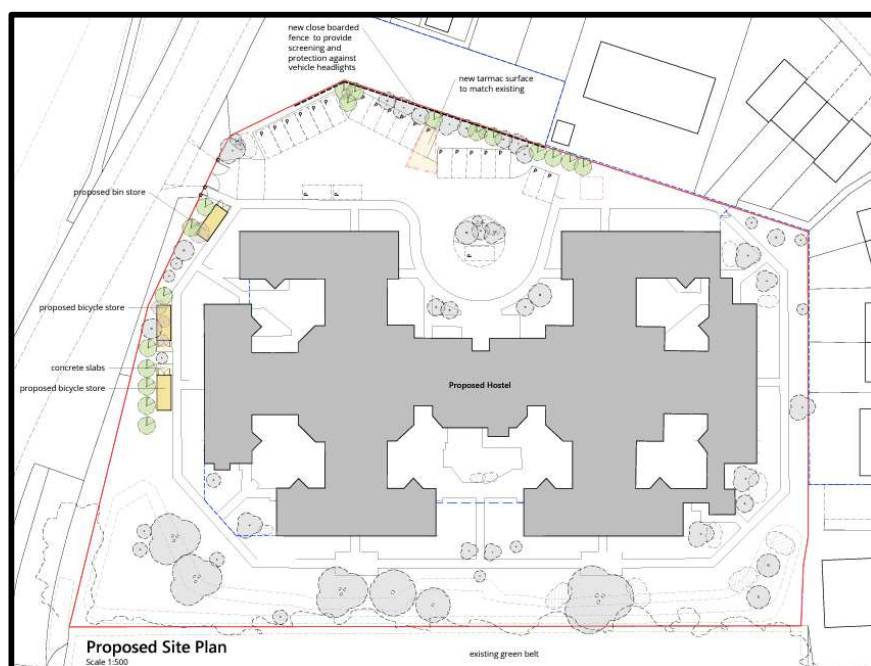 new close boarded
fence to provide
screening and
protection against
vehicle headlights
new tarmac surface
to match existing
P P P P P P
P P P P P P
P
P P P P P
P P
P P
P
proposed bin store
proposed bicycle store
concrete slabs
proposed bicycle store
Proposed Hostel
Proposed Site Plan
Scale 1:500
existing green belt